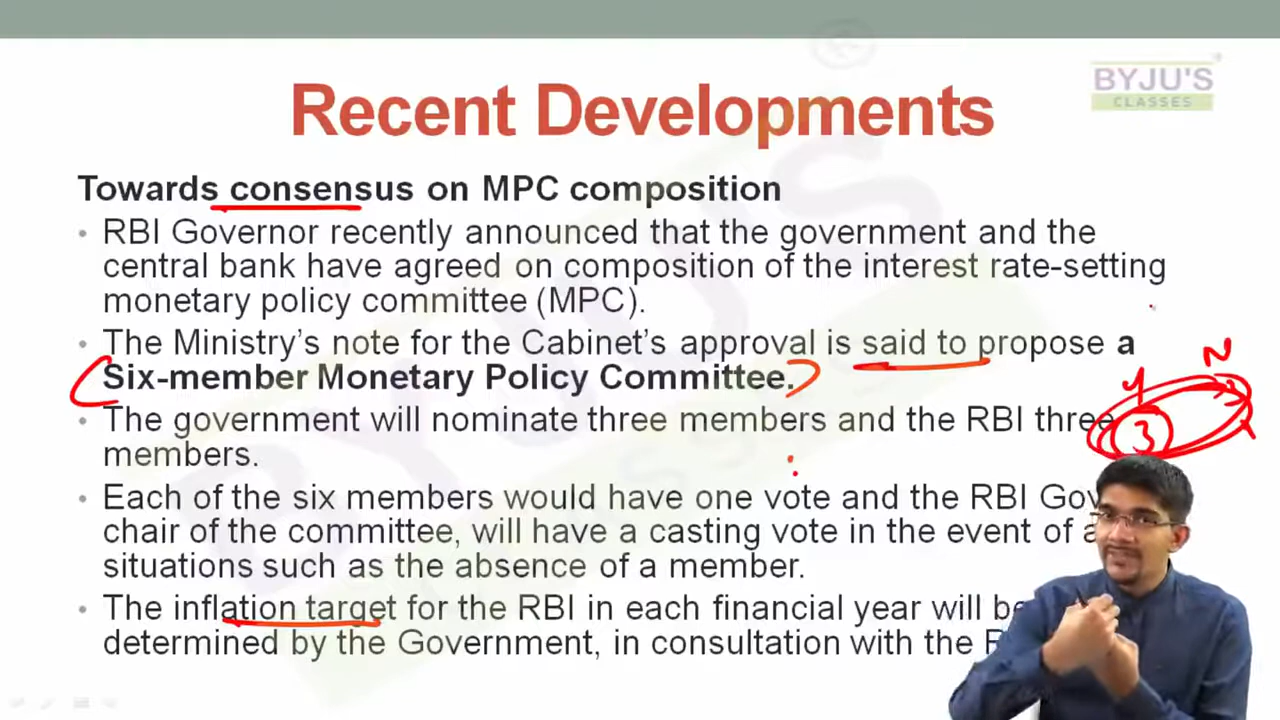 BYJU'S
CLASSES
Recent Developments
Towards consensus on MPC composition
• RBI Governor recently announced that the government and the
central bank have agreed on composition of the interest rate-setting
monetary policy committee (MPC).
• The Ministry's note for the Cabinet's approval is said to propose a
Six-member Monetary Policy Committee.
• The government will nominate three members and the RBI three
members.
• Each of the six members would have one vote and the RBI Gov
chair of the committee, will have a casting vote in the event of a
situations such as the absence of a member.
• The inflation target for the RBI in each financial year will be
determined by the Government, in consultation with the
Y
N
3